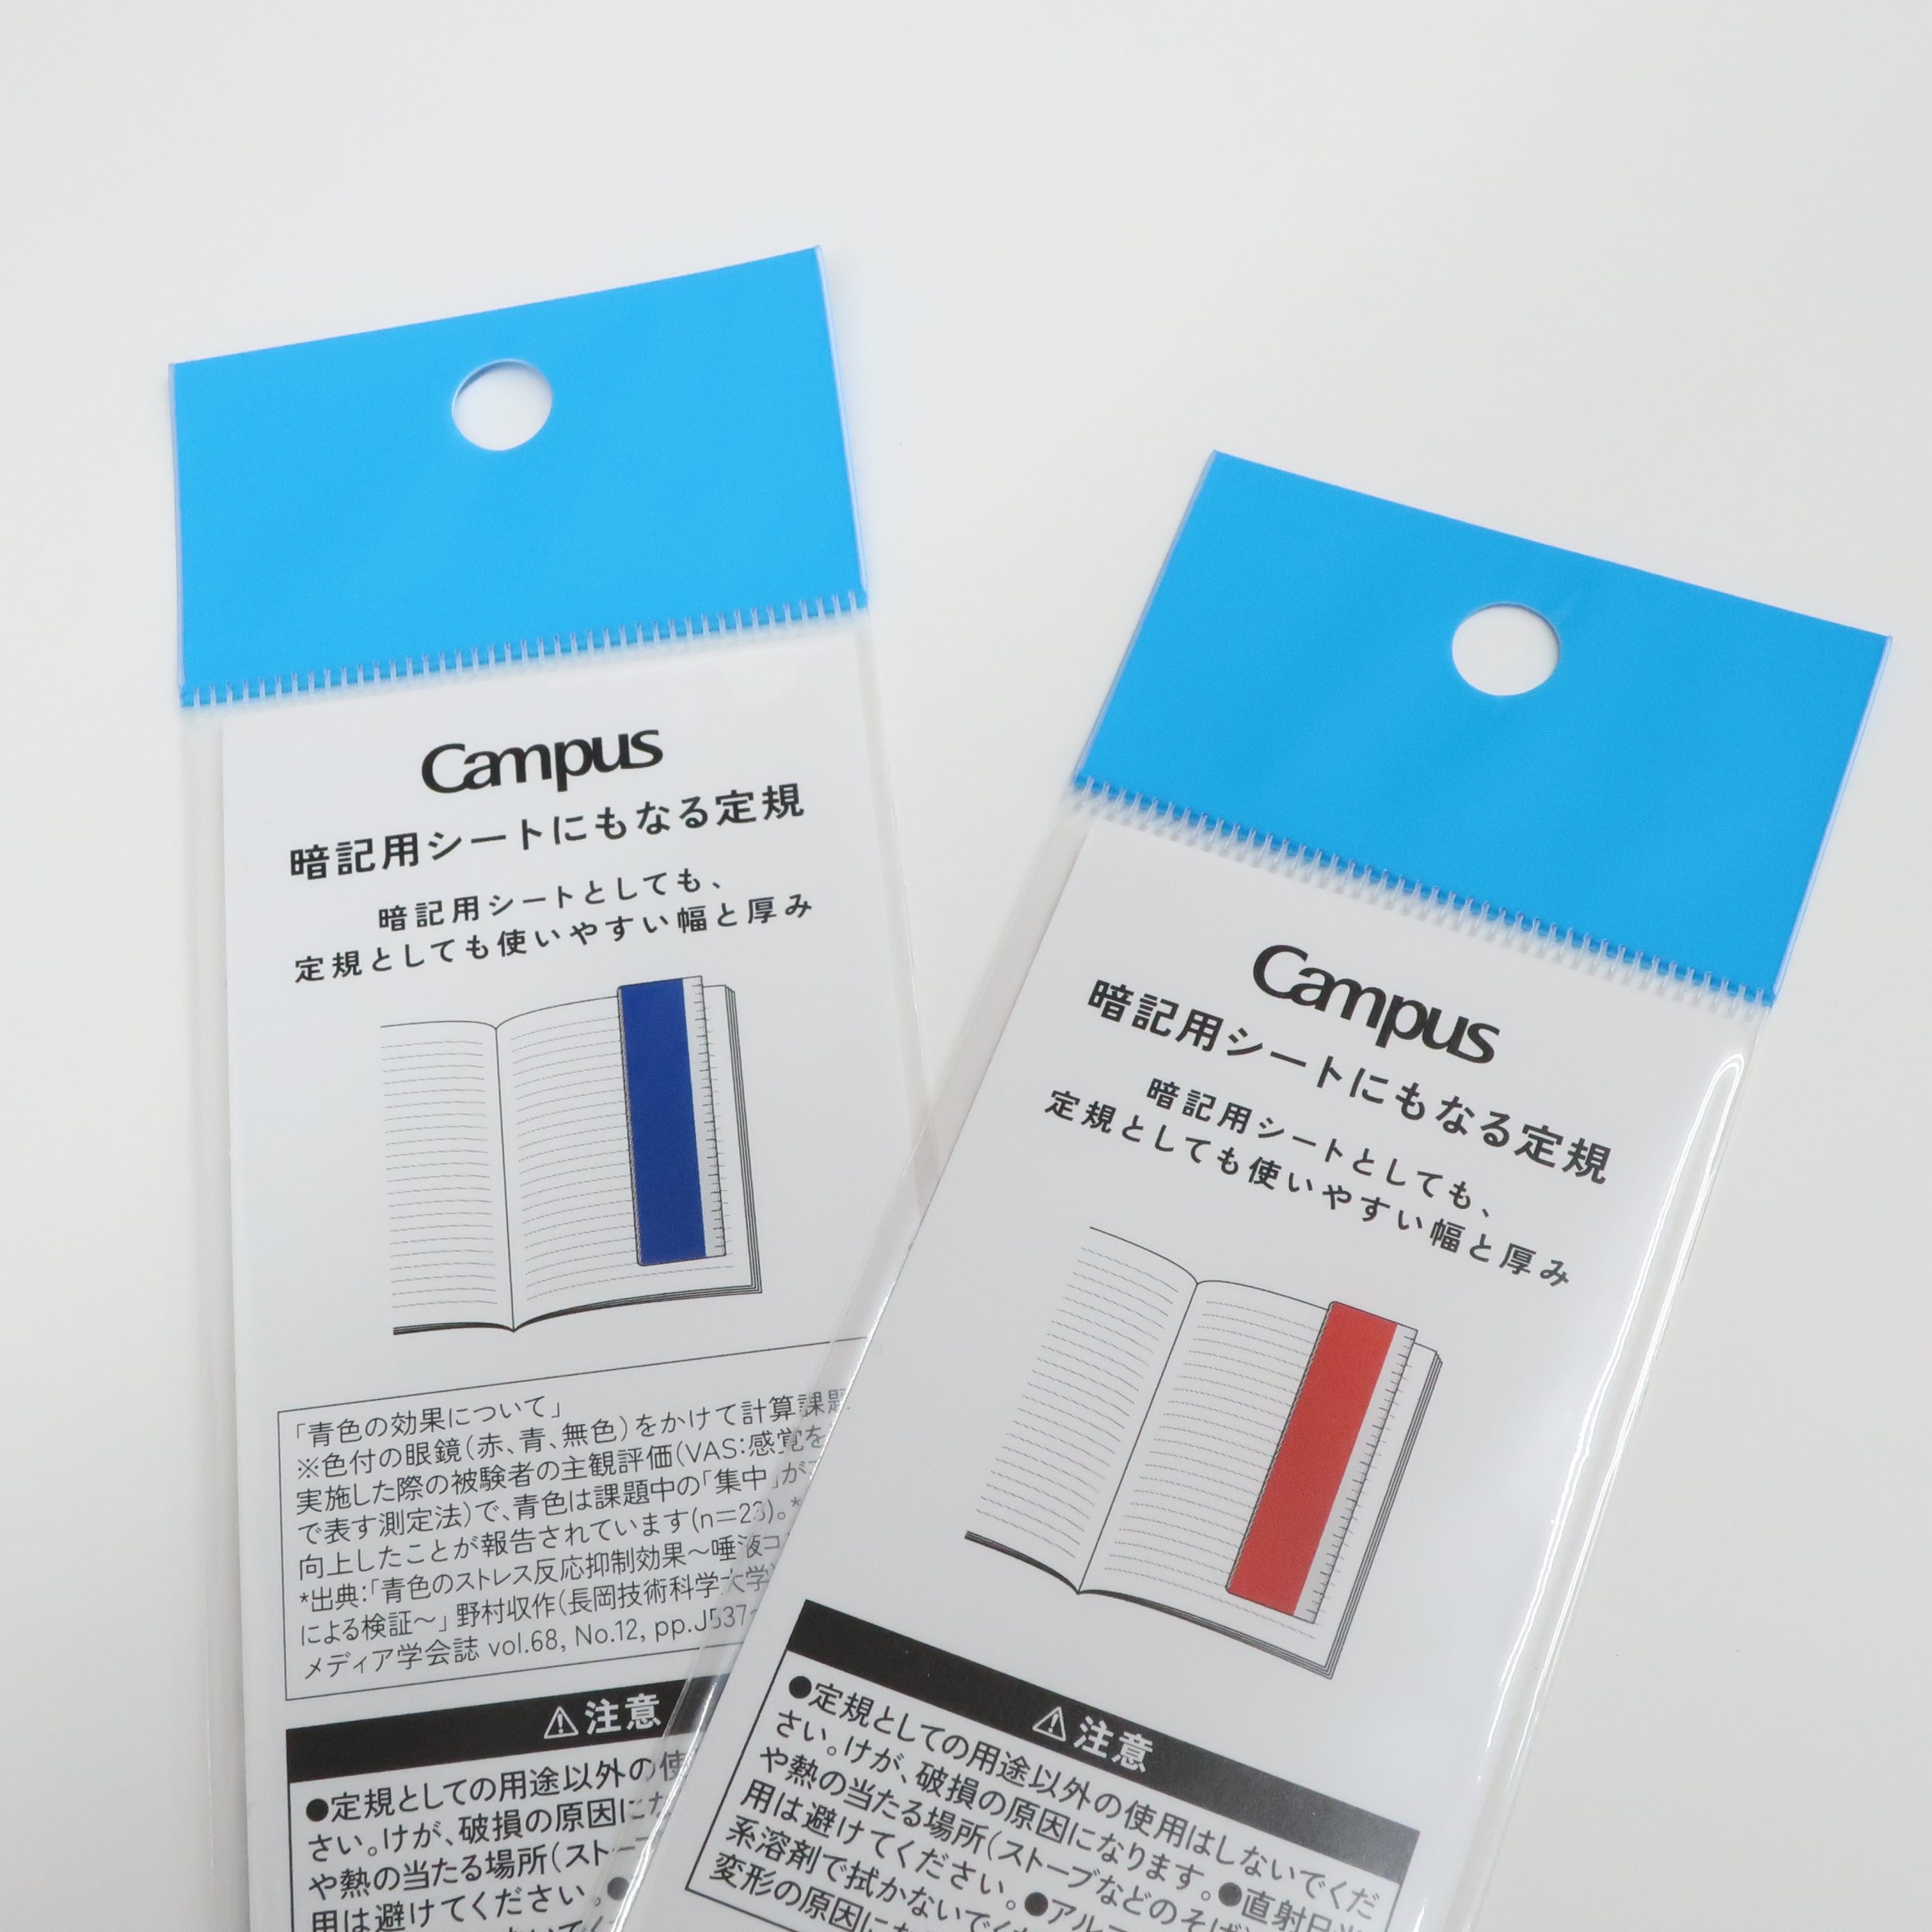 Campus
暗記用シートにもなる定規
暗記用シートとしても、
定規としても使いやすい幅と厚み
「青色の効果について」
※色付の眼鏡(赤、青、無色)をかけて計算課題
実施した際の被験者の主観評価(VAS:感覚を
で表す測定法)で、青色は課題中の「集中」が
向上したことが報告されています(n=23)。*
*出典:「青色のストレス反応抑制効果〜唾液コ
による検証〜」野村収作(長岡技術科学大学)
メディア学会誌 vol.68, No.12, pp.J537
⚠注意
●定規としての用途以外の使
さい。けが、破損の原因にな
や熱の当たる場所(ストー
用は避けてください。●
Campus
暗記用シートにもなる定規
暗記用シートとしても、
定規としても使いやすい幅と厚み
⚠注意
●定規としての用途以外の使用はしないでくだ
さい。けが、破損の原因になります。●直射日光
や熱の当たる場所(ストーブなどのそば)
用は避けてください。●アルコ
系溶剤で拭かないでくだ
変形の原因にな